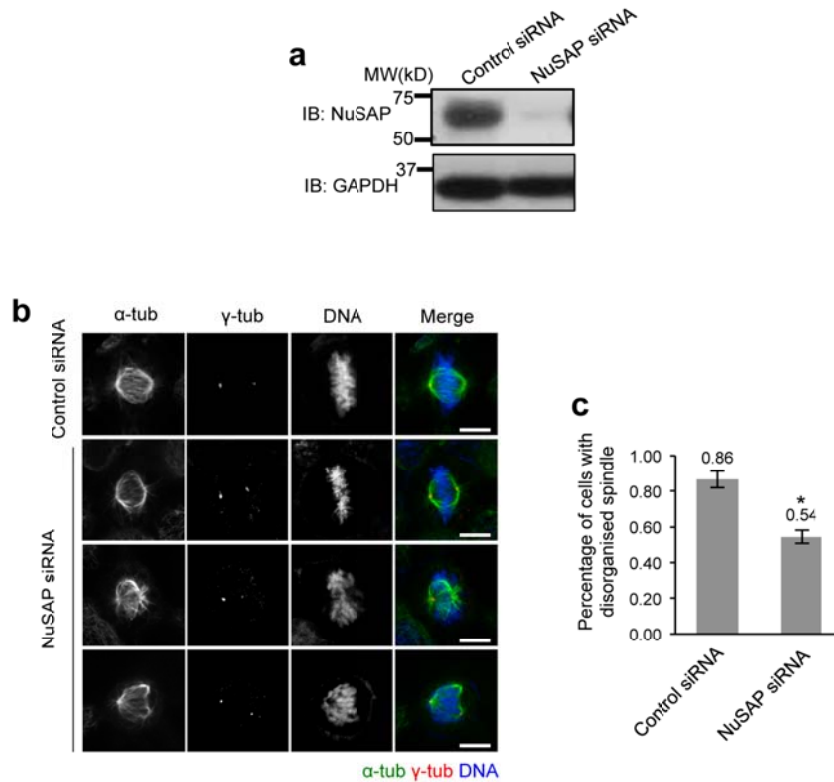 a
MW(kD)
Control siRNA
NuSAP siRNA
75
IB: NuSAP
50
37
IB: GAPDH
b
α-tub γ-tub DNA Merge
Control siRNA
NuSAP siRNA
α-tub γ-tub DNA
c
Percentage of cells with
disorganised spindle
1.00
0.80
0.60
0.40
0.20
0.00
0.86
*
0.54
Control siRNA
NuSAP siRNA